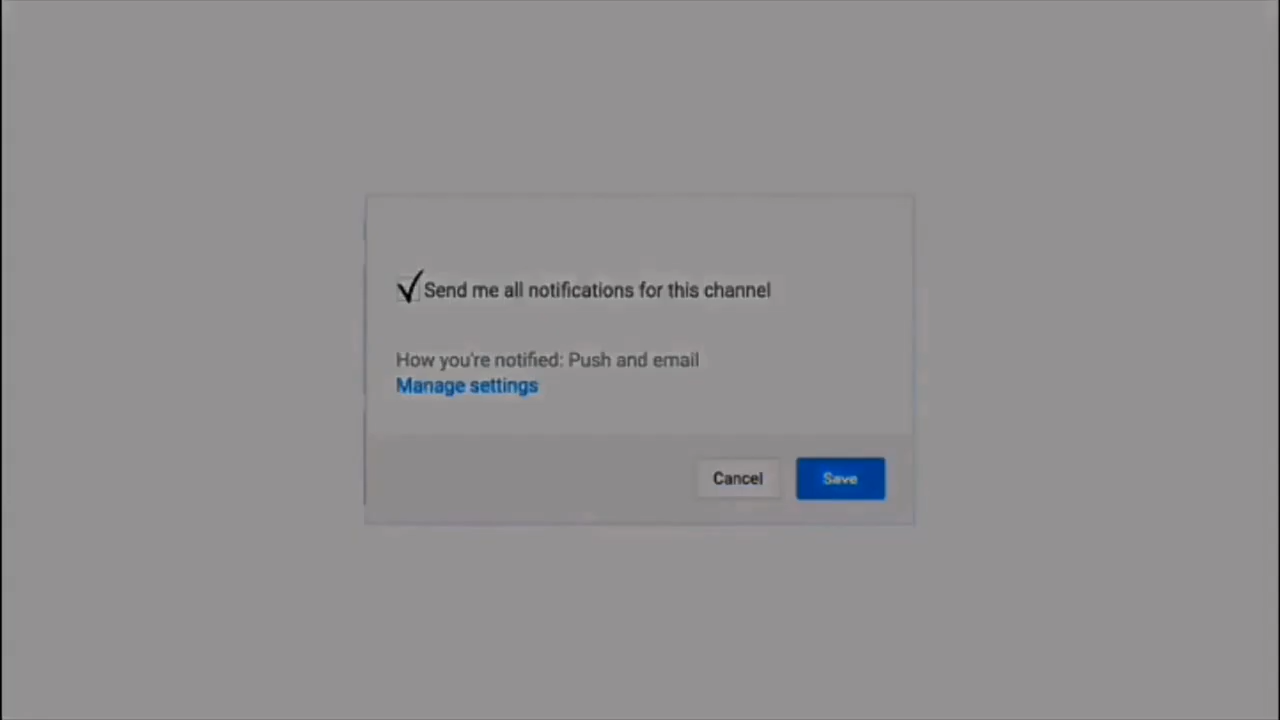 Send me all notifications for this channel
How you're notified: Push and email
Manage settings
Cancel
Save